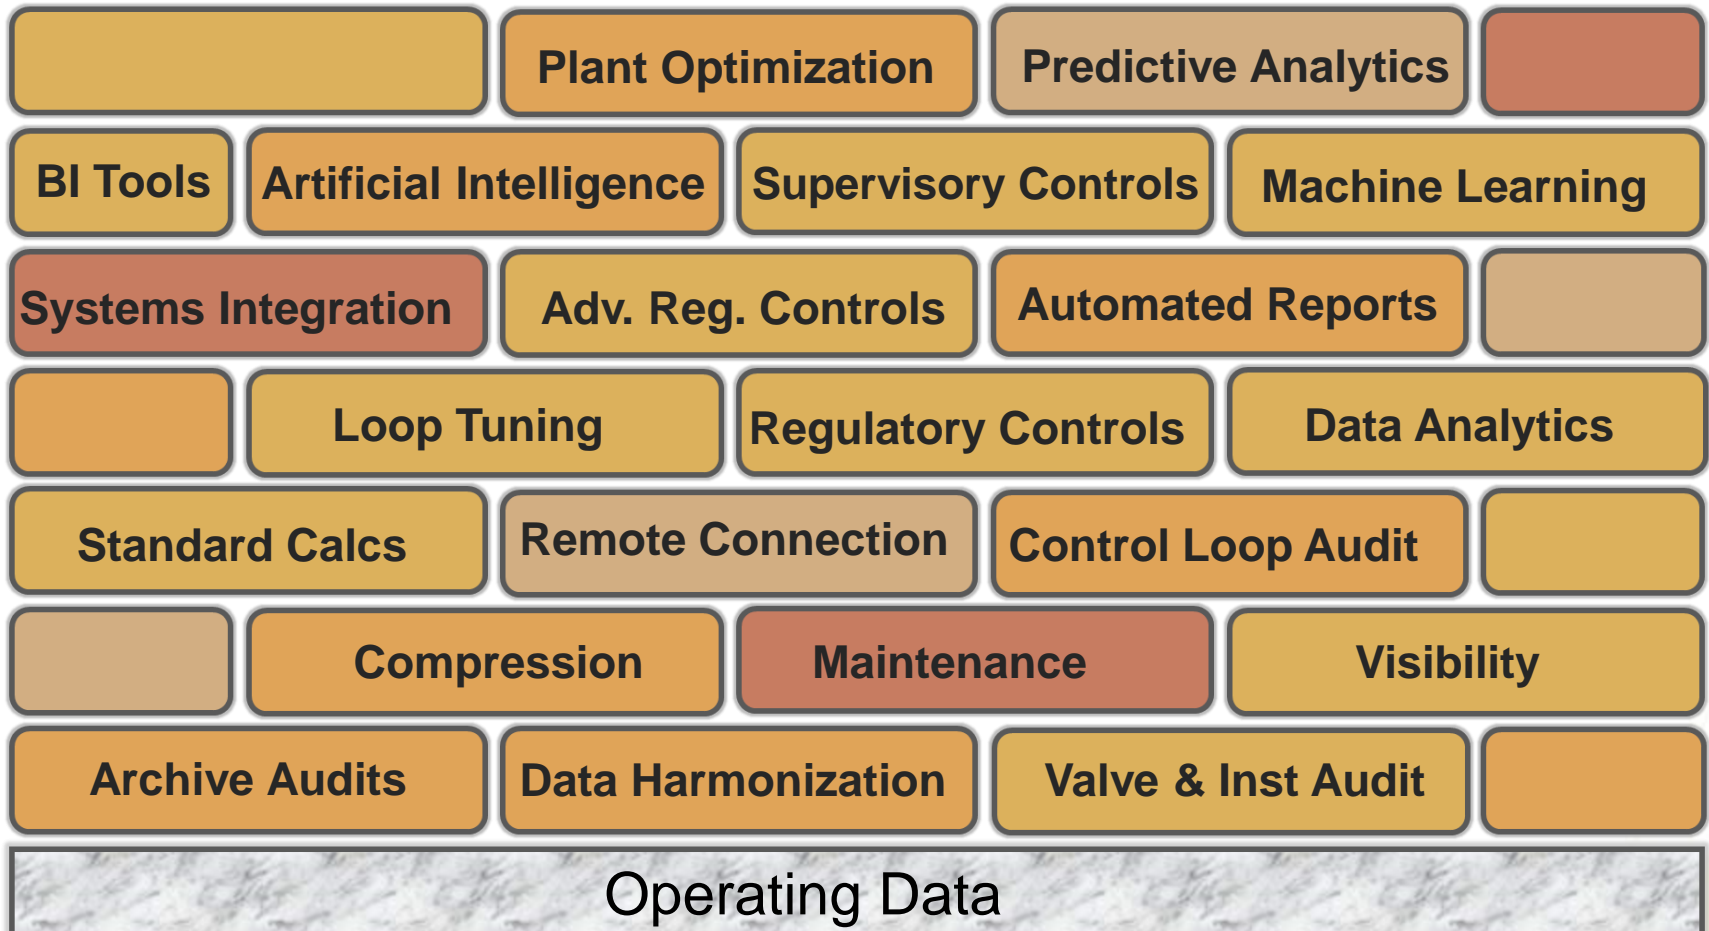 Plant Optimization
Predictive Analytics
BI Tools
Artificial Intelligence
Supervisory Controls
Machine Learning
Systems Integration
Adv. Reg. Controls
Automated Reports
Loop Tuning
Regulatory Controls
Data Analytics
Standard Calcs
Remote Connection
Control Loop Audit
Compression
Maintenance
Visibility
Archive Audits
Data Harmonization
Valve & Inst Audit
Operating Data